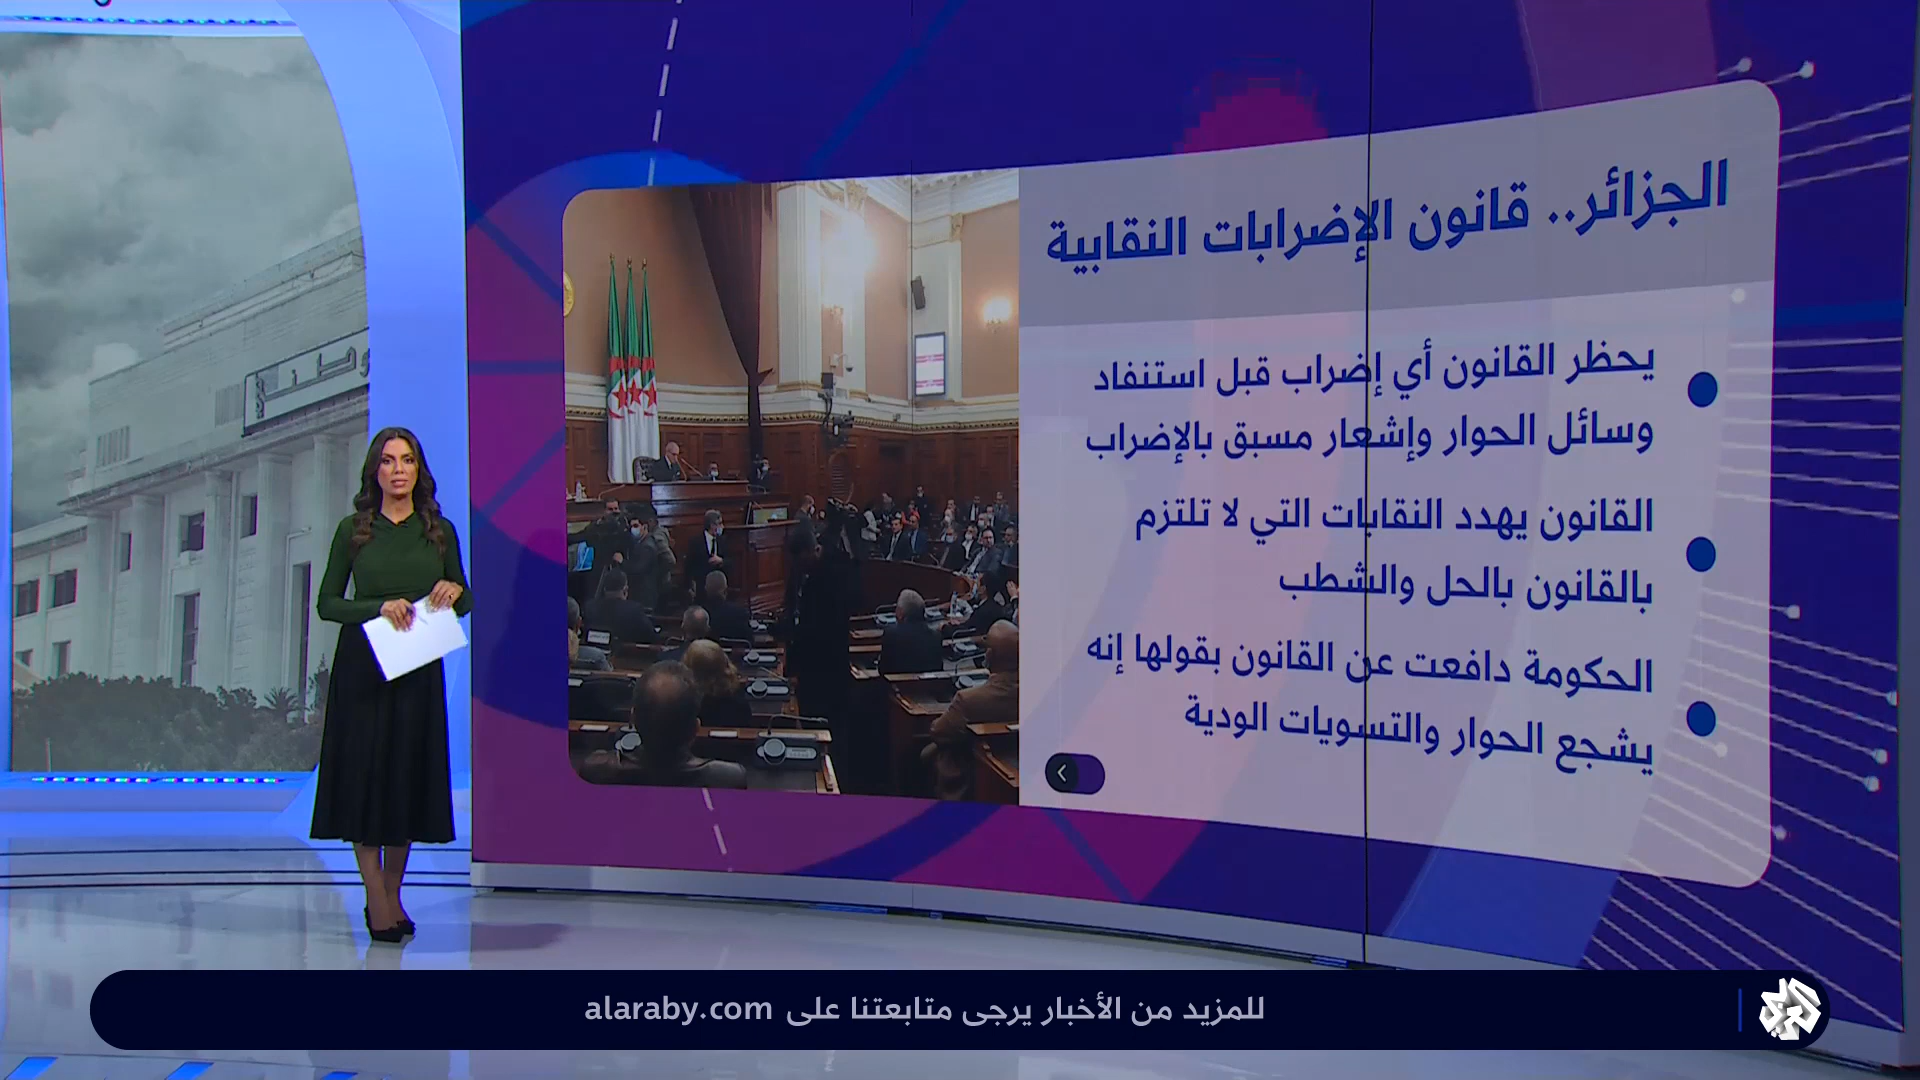 الجزائر.. قانون الإضرابات النقابية
يحظر القانون أي إضراب قبل استنفاد
وسائل الحوار وإشعار مسبق بالإضراب
القانون يهدد النقابات التي لا تلتزم
بالقانون بالحل والشطب
الحكومة دافعت عن القانون بقولها إنه
يشجع الحوار والتسويات الودية
للمزيد من الأخبار يرجى متابعتنا على alaraby.com